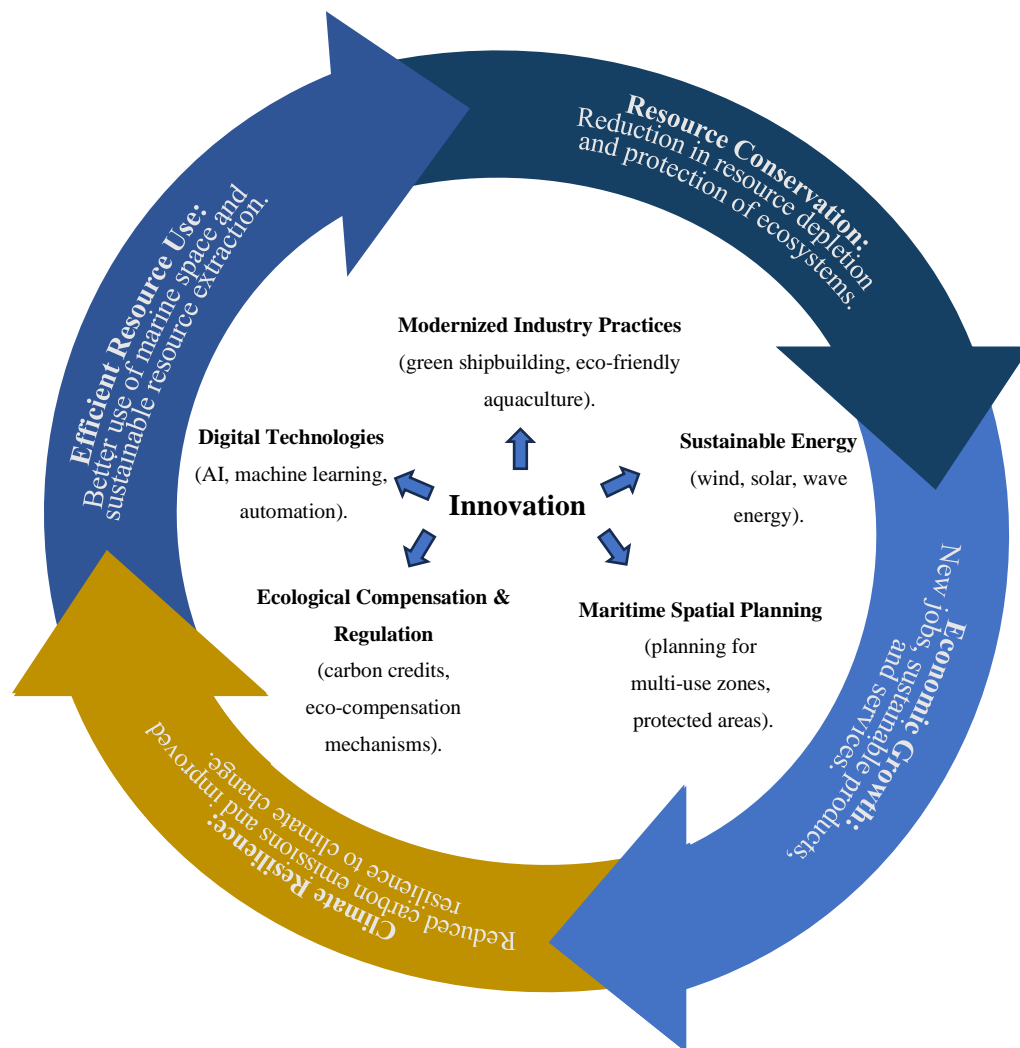 Resource Conservation:
Reduction in resource depletion
and protection of ecosystems.
Economic Growth:
New jobs, sustainable products,
and services.
Climate Resilience:
Reduced carbon emissions and improved
resilience to climate change.
Efficient Resource Use:
Better use of marine space and
sustainable resource extraction.
Modernized Industry Practices
(green shipbuilding, eco-friendly
aquaculture).
Digital Technologies
(AI, machine learning,
automation).
Sustainable Energy
(wind, solar, wave
energy).
Innovation
Ecological Compensation &
Regulation
(carbon credits,
eco-compensation
mechanisms).
Maritime Spatial Planning
(planning for
multi-use zones,
protected areas).